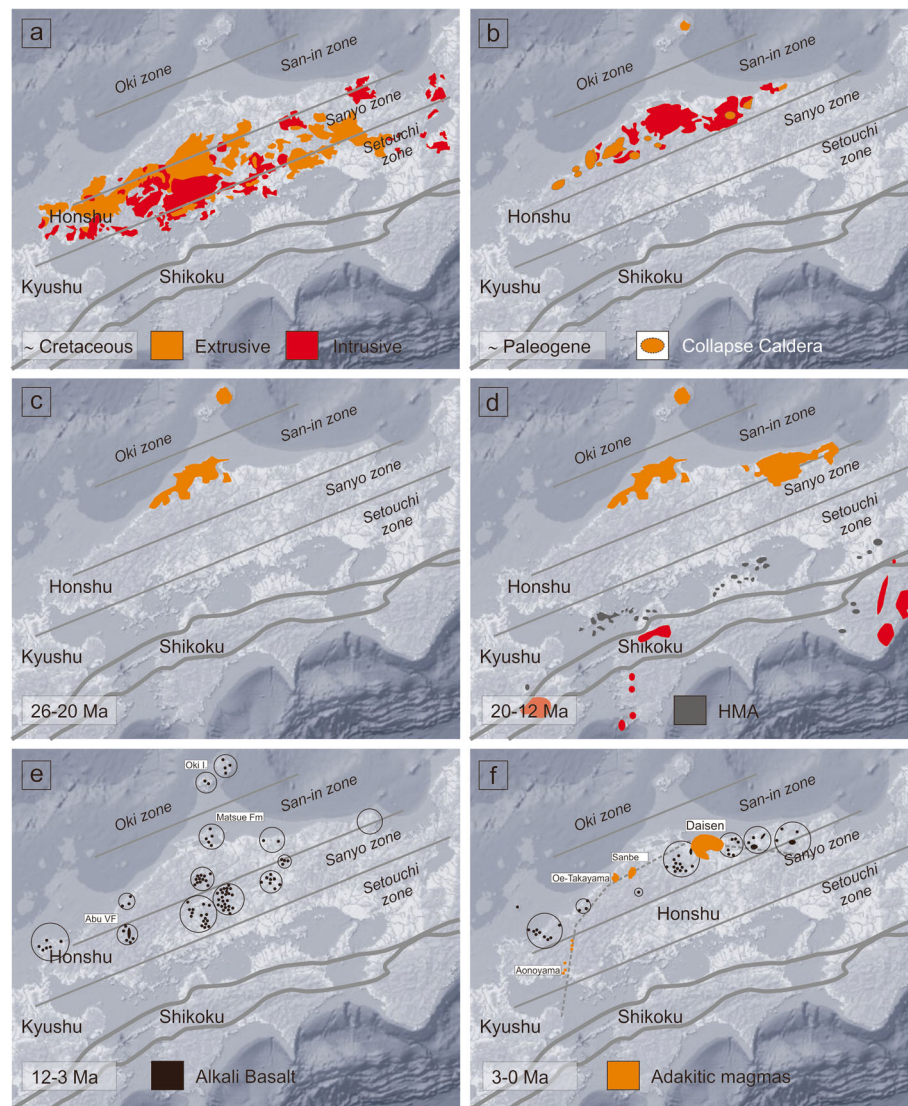 a
Oki zone
San-in zone
Sanyo zone
Setouchi
zone
Honshu
Kyushu
Shikoku
~ Cretaceous
Extrusive
Intrusive
b
Oki zone
San-in zone
Sanyo zone
Setouchi
zone
Honshu
Kyushu
Shikoku
~ Paleogene
Collapse Caldera
c
Oki zone
San-in zone
Sanyo zone
Setouchi
zone
Honshu
Kyushu
Shikoku
26-20 Ma
d
Oki zone
San-in zone
Sanyo zone
Setouchi
zone
Honshu
Kyushu
Shikoku
20-12 Ma
HMA
e
Oki I.
Oki zone
San-in zone
Matsue Fm
Sanyo zone
Setouchi
zone
Abu VF
Honshu
Kyushu
Shikoku
12-3 Ma
Alkali Basalt
f
Oki zone
San-in zone
Daisen
Sanbe
Oe-Takayama
Sanyo zone
Setouchi
zone
Honshu
Aonoyama
Kyushu
Shikoku
3-0 Ma
Adakitic magmas